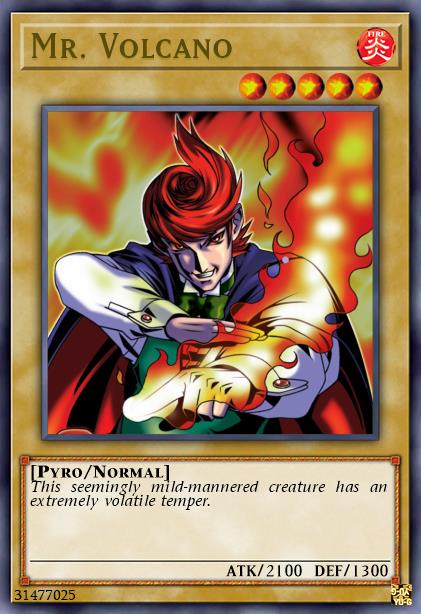 Mr. Volcano
FIRE
炎
[Pyro/Normal]
This seemingly mild-mannered creature has an
extremely volatile temper.
ATK/2100 DEF/1300
31477025